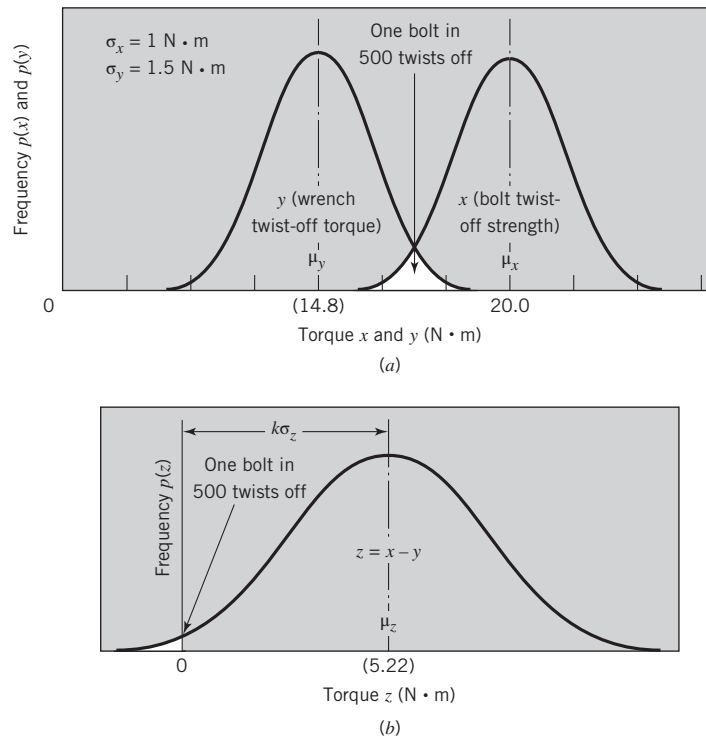 σx = 1 N • m
σy = 1.5 N • m
One bolt in
500 twists off
Frequency p(x) and p(y)
y (wrench
twist-off torque)
μy
x (bolt twist-
off strength)
μx
0
(14.8)
20.0
Torque x and y (N • m)
(a)
kσz
Frequency p(z)
One bolt in
500 twists off
z = x – y
μz
0
(5.22)
Torque z (N • m)
(b)